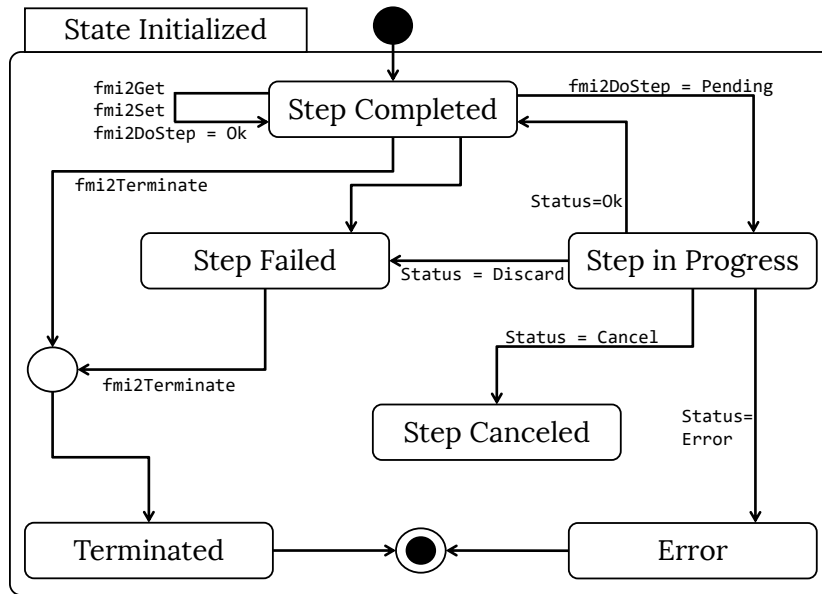 State Initialized
fmi2Get
fmi2Set
fmi2DoStep = Ok
Step Completed
fmi2DoStep = Pending
fmi2Terminate
Status=Ok
Step Failed
Status = Discard
Step in Progress
Status = Cancel
fmi2Terminate
Step Canceled
Status=
Error
Terminated
Error